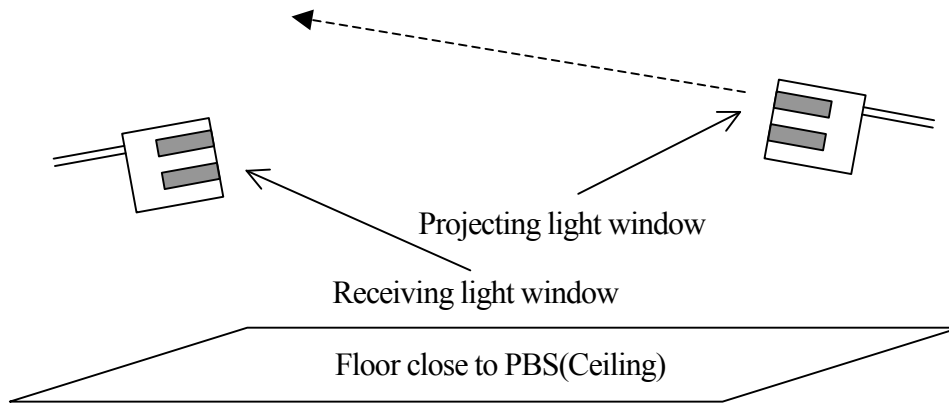 Projecting light window
Receiving light window
Floor close to PBS(Ceiling)